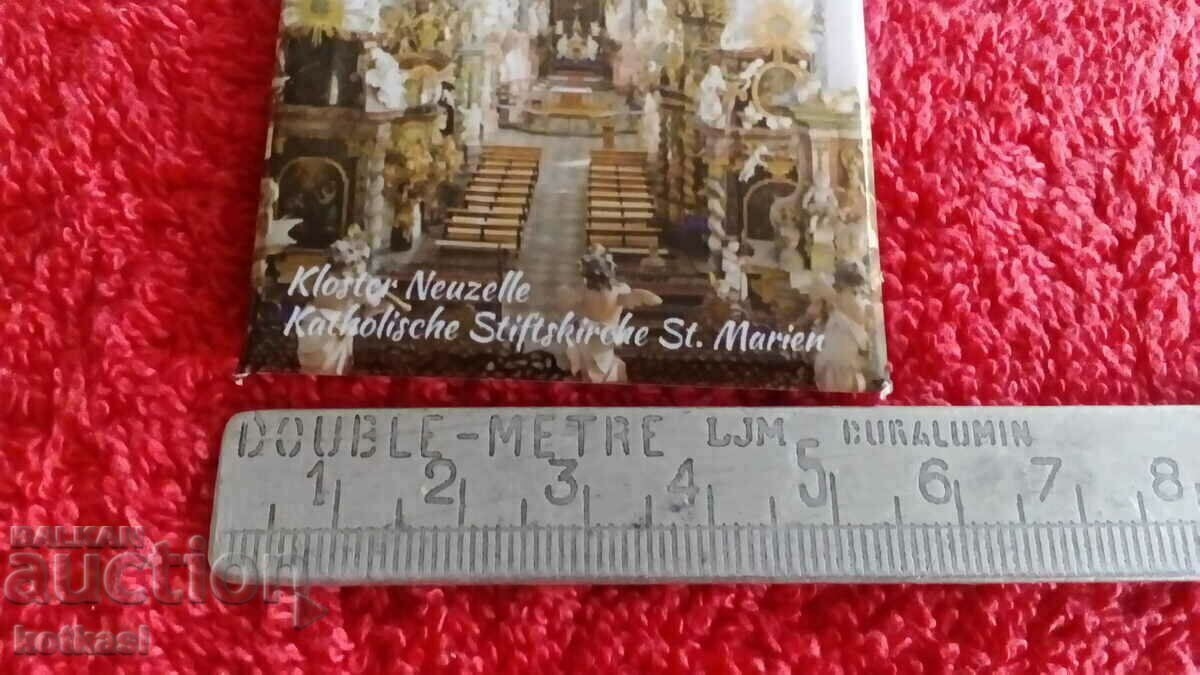 Kloster Neuzelle
Katholische Stiftskirche St. Marien
DOUBLE-METRE LJM DURALUMIN
1 2 3 4 5 6 7 8
BALKAN
auction
kotkasl